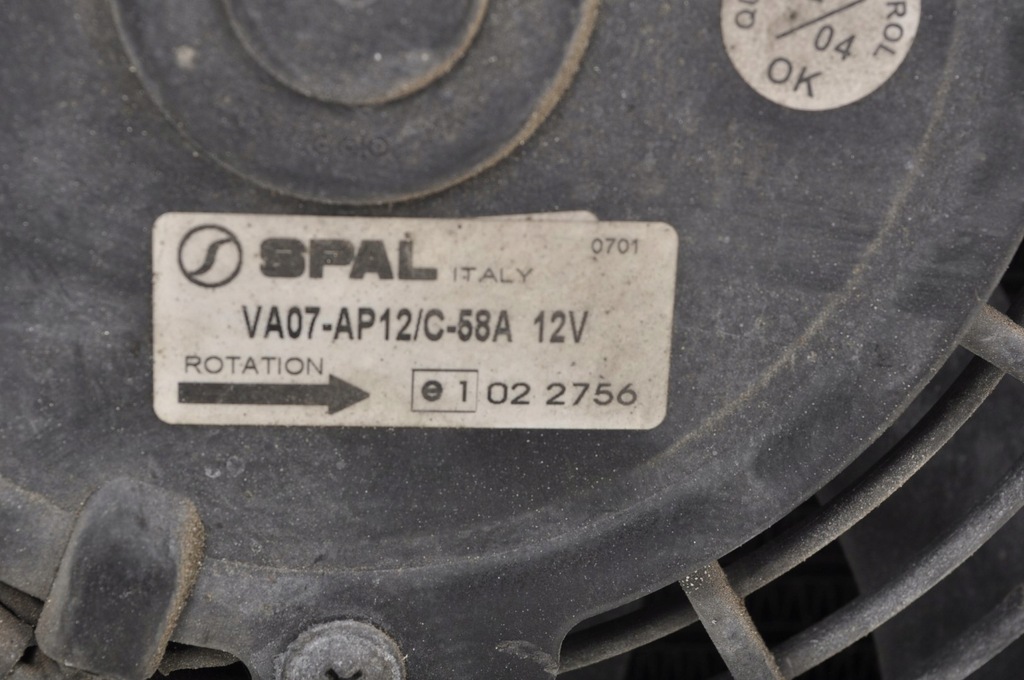 04
OK
SPAL ITALY
0701
VA07-AP12/C-58A 12V
ROTATION
e 1 02 2756